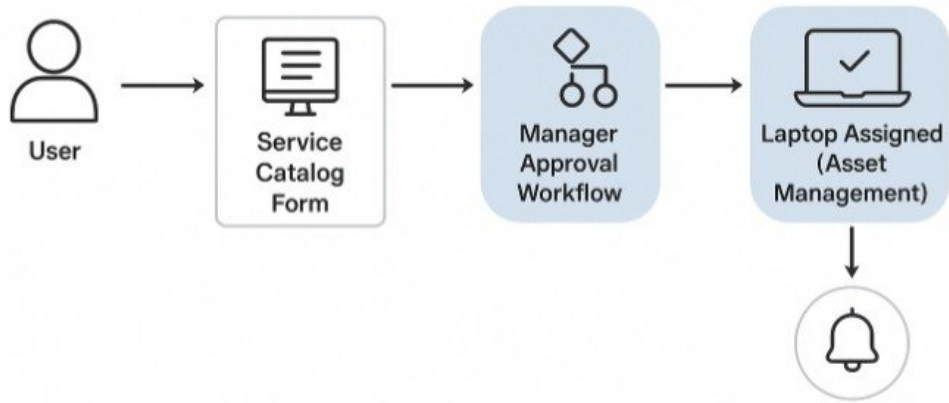 User
Service
Catalog
Form
Manager
Approval
Workflow
Laptop Assigned
(Asset
Management)